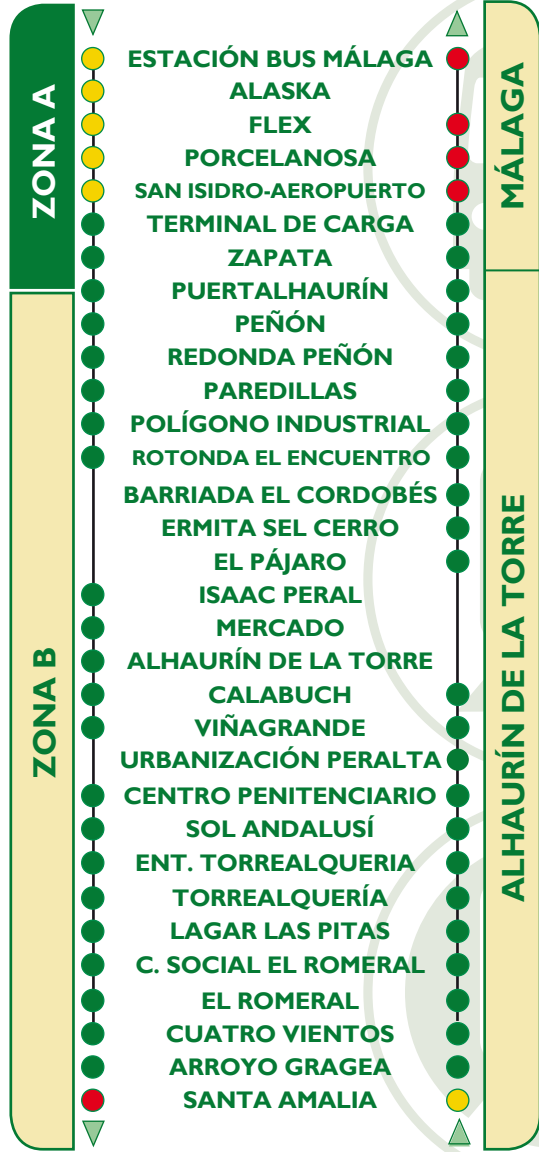 ZONA A
ZONA B
ESTACIÓN BUS MÁLAGA
ALASKA
FLEX
PORCELANOSA
SAN ISIDRO-AEROPUERTO
TERMINAL DE CARGA
ZAPATA
PUERTALHAURÍN
PEÑÓN
REDONDA PEÑÓN
PAREDILLAS
POLÍGONO INDUSTRIAL
ROTONDA EL ENCUENTRO
BARRIADA EL CORDOBÉS
ERMITA SEL CERRO
EL PÁJARO
ISAAC PERAL
MERCADO
ALHAURÍN DE LA TORRE
CALABUCH
VIÑAGRANDE
URBANIZACIÓN PERALTA
CENTRO PENITENCIARIO
SOL ANDALUSÍ
ENT. TORREALQUERIA
TORREALQUERÍA
LAGAR LAS PITAS
C. SOCIAL EL ROMERAL
EL ROMERAL
CUATRO VIENTOS
ARROYO GRAGEA
SANTA AMALIA
MÁLAGA
ALHAURÍN DE LA TORRE